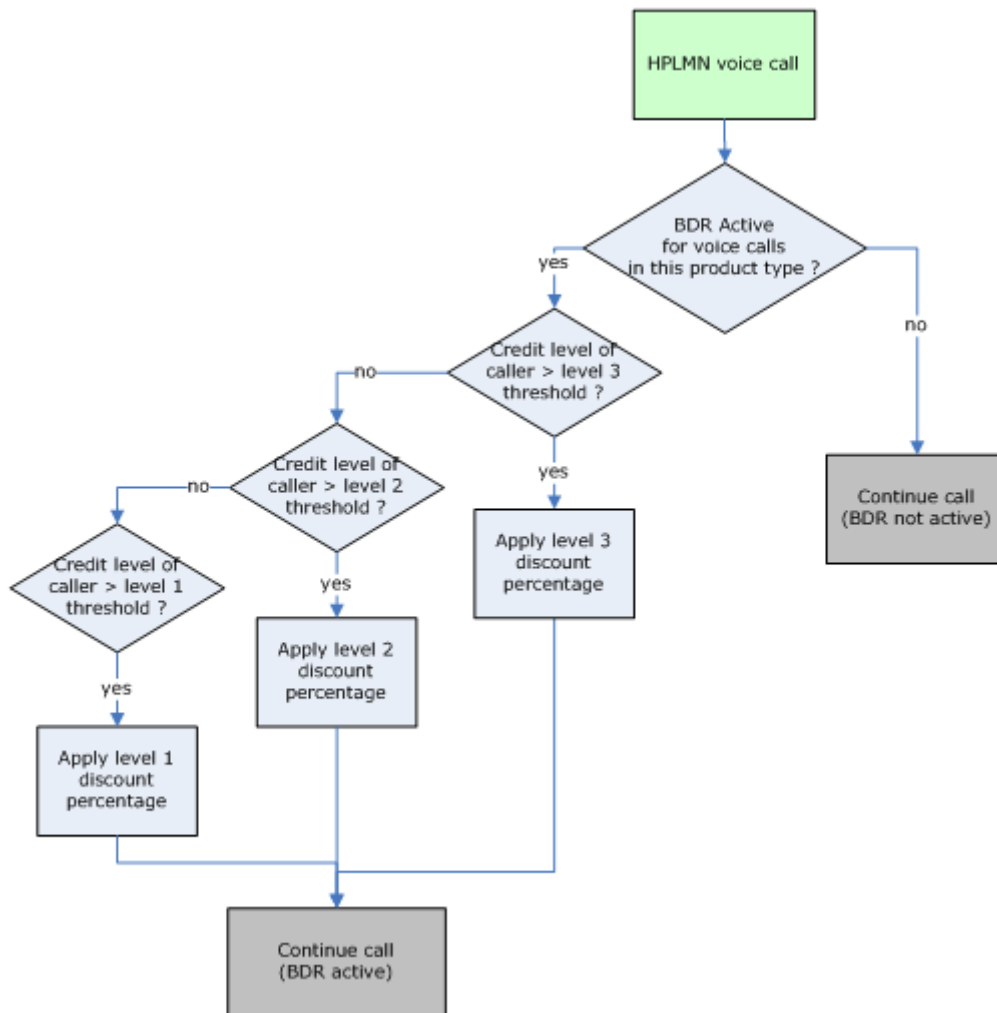 HPLMN voice call
BDR Active
for voice calls
in this product type ?
yes
no
Credit level of
caller > level 3
threshold ?
no
yes
Credit level of
caller > level 2
threshold ?
no
yes
Continue call
(BDR not active)
Apply level 3
discount
percentage
Credit level of
caller > level 1
threshold ?
yes
Apply level 2
discount
percentage
Apply level 1
discount
percentage
Continue call
(BDR active)